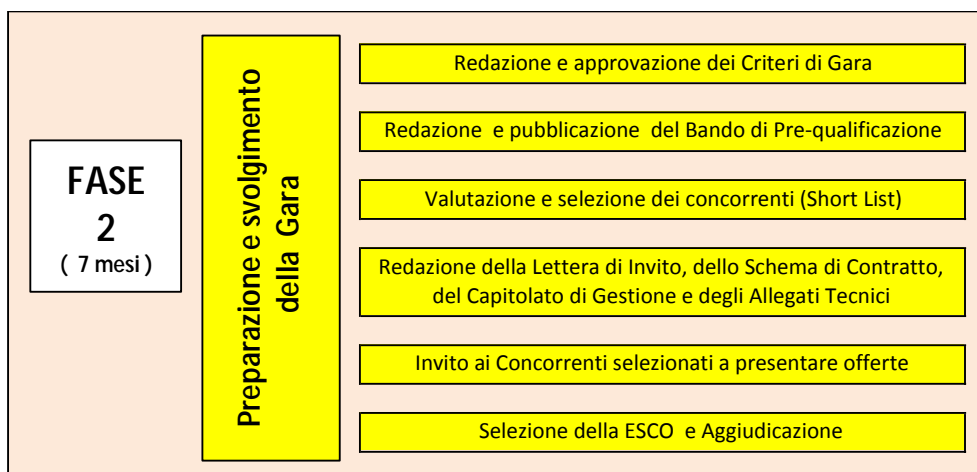 FASE
2
( 7 mesi )
Preparazione e svolgimento
della Gara
Redazione e approvazione dei Criteri di Gara
Redazione e pubblicazione del Bando di Pre-qualificazione
Valutazione e selezione dei concorrenti (Short List)
Redazione della Lettera di Invito, dello Schema di Contratto,
del Capitolato di Gestione e degli Allegati Tecnici
Invito ai Concorrenti selezionati a presentare offerte
Selezione della ESCO e Aggiudicazione